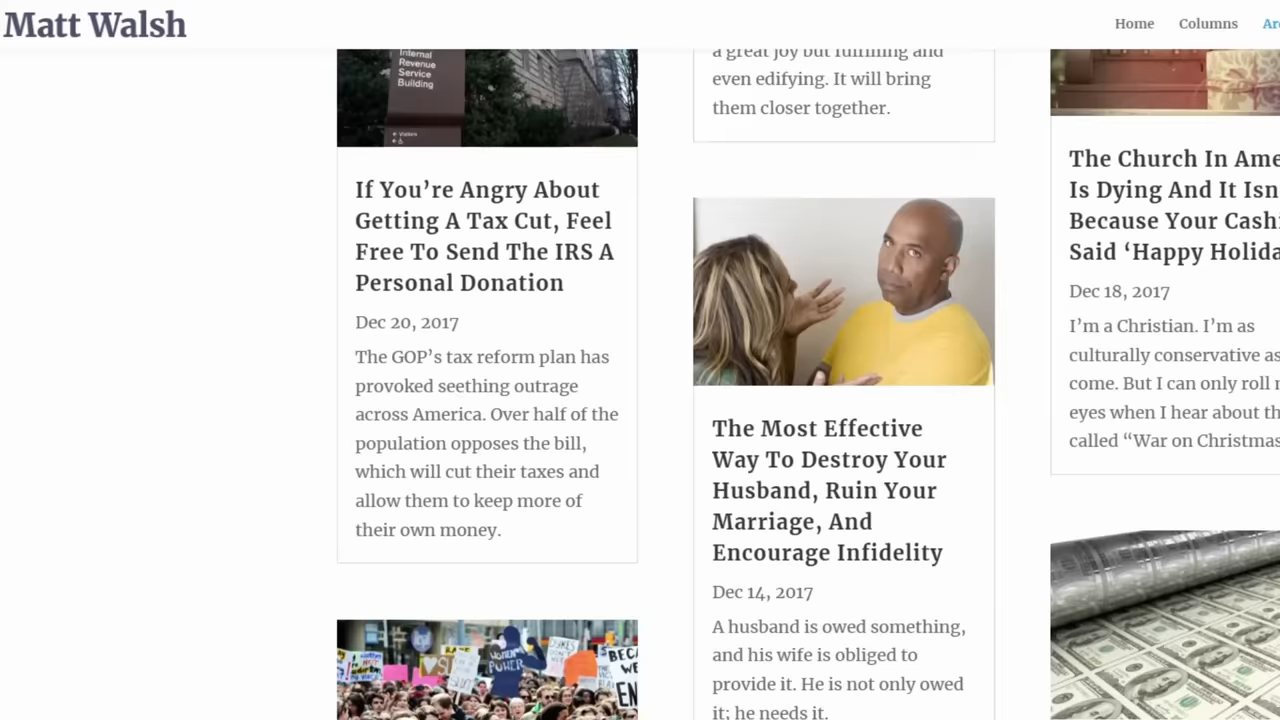 Matt Walsh
Home
Columns
Internal
Revenue
Service
Building
Visitors
If You’re Angry About
Getting A Tax Cut, Feel
Free To Send The IRS A
Personal Donation
Dec 20, 2017
The GOP’s tax reform plan has
provoked seething outrage
across America. Over half of the
population opposes the bill,
which will cut their taxes and
allow them to keep more of
their own money.
WOMEN'S
POWER
a great joy but fulfilling and
even edifying. It will bring
them closer together.
The Most Effective
Way To Destroy Your
Husband, Ruin Your
Marriage, And
Encourage Infidelity
Dec 14, 2017
A husband is owed something,
and his wife is obliged to
provide it. He is not only owed
it; he needs it.
The Church In Ame
Is Dying And It Isn
Because Your Cash
Said ‘Happy Holida
Dec 18, 2017
I’m a Christian. I’m as
culturally conservative as
come. But I can only roll
eyes when I hear about th
called “War on Christmas